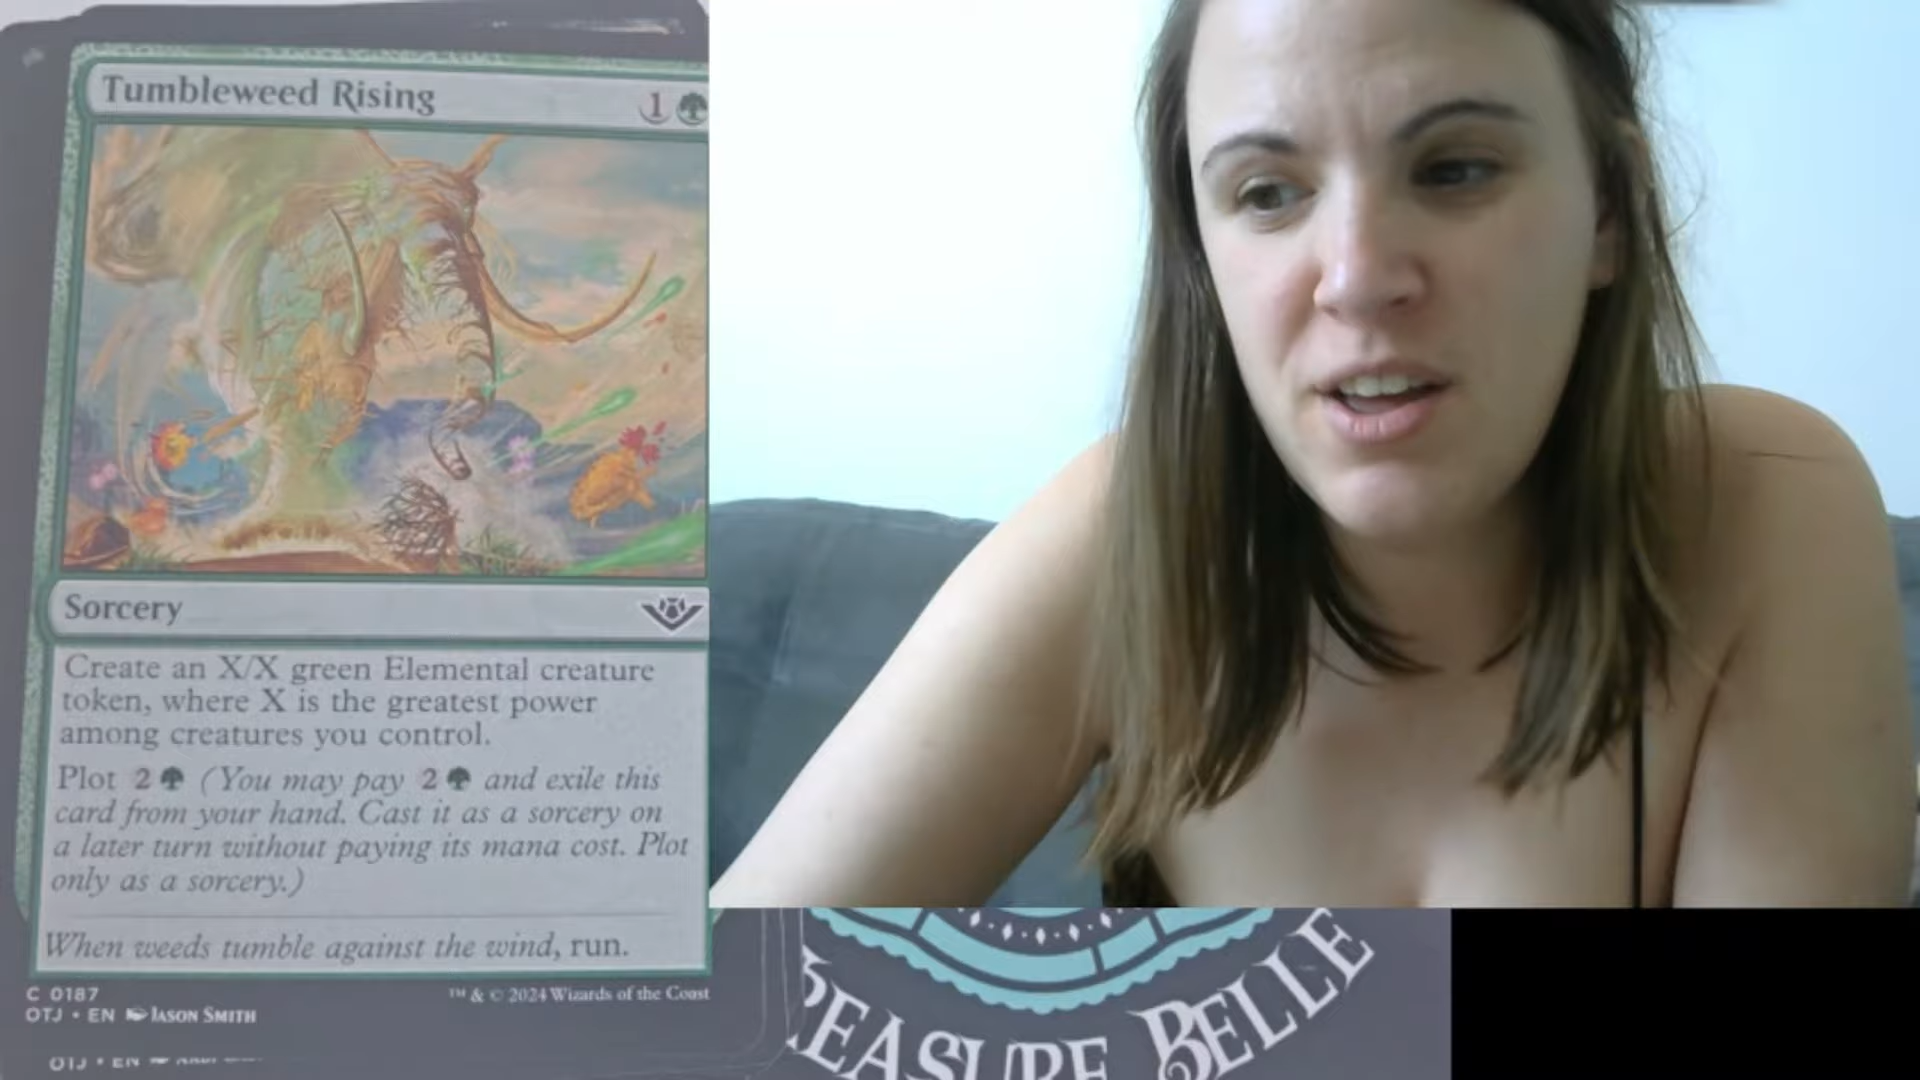 Tumbleweed Rising 1
Sorcery
Create an X/X green Elemental creature
token, where X is the greatest power
among creatures you control.
Plot 2 (You may pay 2 and exile this
card from your hand. Cast it as a sorcery on
a later turn without paying its mana cost. Plot
only as a sorcery.)
When weeds tumble against the wind, run.
C 0187
™ & © 2024 Wizards of the Coast
OTJ • EN JASON SMITH
OTJ • EN
BELLE